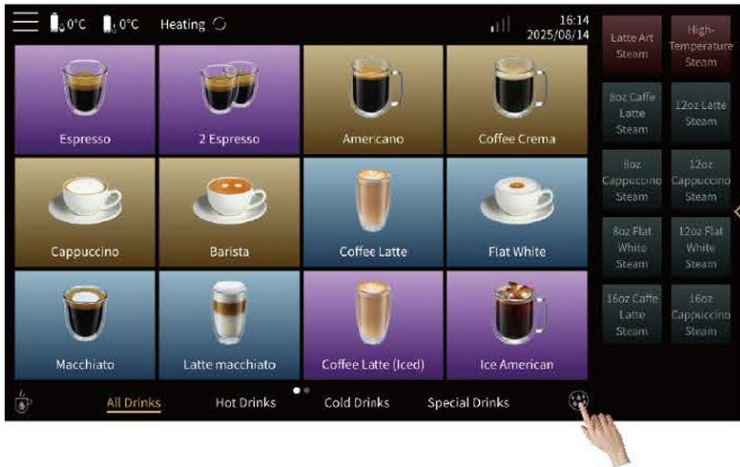 0°C
0°C
Heating
16:14
2025/08/14
Espresso
2 Espresso
Americano
Coffee Crema
Cappuccino
Barista
Coffee Latte
Flat White
Macchiato
Latte macchiato
Coffee Latte (Iced)
Ice American
Latte Art
Steam
High-
Temperature
Steam
8oz Caffe
Latte
Steam
12oz Latte
Steam
8oz
Cappuccino
Steam
12oz
Cappuccino
Steam
8oz Flat
White
Steam
12oz Flat
White
Steam
16oz Caffe
Latte
Steam
16oz
Cappuccino
Steam
All Drinks
Hot Drinks
Cold Drinks
Special Drinks